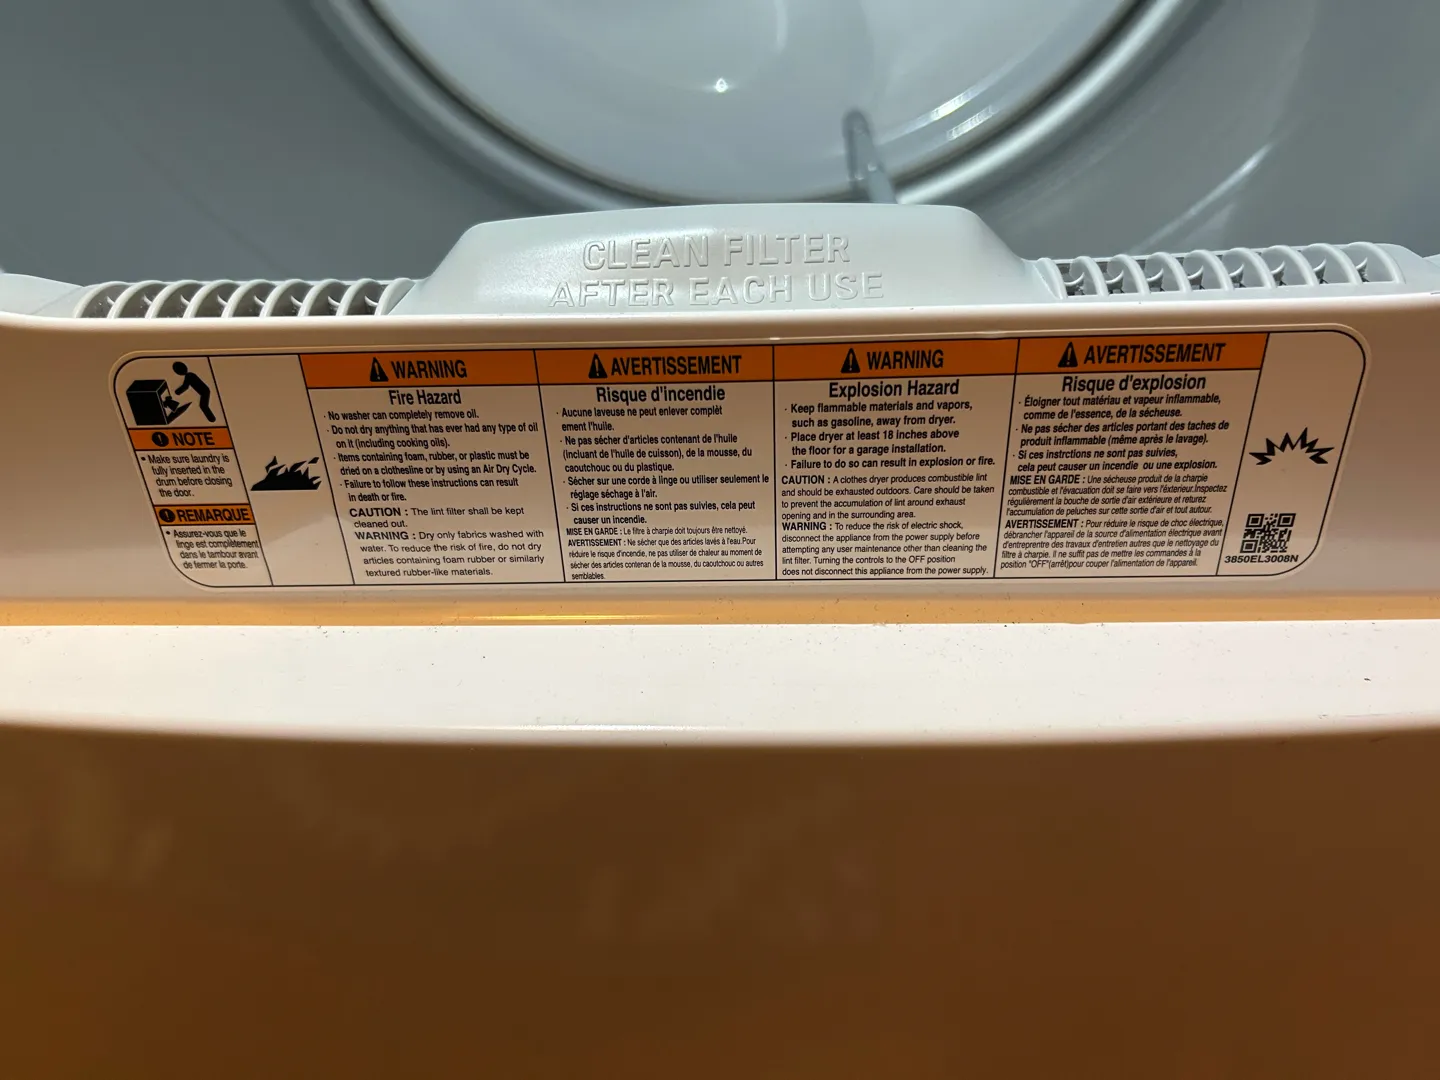 CLEAN FILTER
AFTER EACH USE
NOTE
• Make sure laundry is
fully inserted in the
drum before closing
the door.
REMARQUE
• Assurez-vous que le
linge est complètement
dans le tambour avant
de fermer la porte.
WARNING
Fire Hazard
· No washer can completely remove oil.
· Do not dry anything that has ever had any type of oil
on it (including cooking oils).
· Items containing foam, rubber, or plastic must be
dried on a clothesline or by using an Air Dry Cycle.
· Failure to follow these instructions can result
in death or fire.
CAUTION : The lint filter shall be kept
cleaned out.
WARNING : Dry only fabrics washed with
water. To reduce the risk of fire, do not dry
articles containing foam rubber or similarly
textured rubber-like materials.
AVERTISSEMENT
Risque d'incendie
· Aucune laveuse ne peut enlever complèt
ement l'huile.
· Ne pas sécher d'articles contenant de l'huile
(incluant de l'huile de cuisson), de la mousse, du
caoutchouc ou du plastique.
· Sécher sur une corde à linge ou utiliser seulement le
réglage séchage à l'air.
· Si ces instructions ne sont pas suivies, cela peut
causer un incendie.
MISE EN GARDE : Le filtre à charpie doit toujours être nettoyé.
AVERTISSEMENT : Ne sécher que des articles lavés à l'eau.Pour
réduire le risque d'incendie, ne pas utiliser de chaleur au moment de
sécher des articles contenan de la mousse, du caoutchouc ou autres
semblables.
WARNING
Explosion Hazard
· Keep flammable materials and vapors,
such as gasoline, away from dryer.
· Place dryer at least 18 inches above
the floor for a garage installation.
· Failure to do so can result in explosion or fire.
CAUTION : A clothes dryer produces combustible lint
and should be exhausted outdoors. Care should be taken
to prevent the accumulation of lint around exhaust
opening and in the surrounding area.
WARNING : To reduce the risk of electric shock,
disconnect the appliance from the power supply before
attempting any user maintenance other than cleaning the
lint filter. Turning the controls to the OFF position
does not disconnect this appliance from the power supply.
AVERTISSEMENT
Risque d'explosion
· Éloigner tout matériau et vapeur inflammable,
comme de l'essence, de la sécheuse.
· Ne pas sécher des articles portant des taches de
produit inflammable (même après le lavage).
· Si ces instrctions ne sont pas suivies,
cela peut causer un incendie ou une explosion.
MISE EN GARDE : Une sécheuse produit de la charpie
combustible et l'évacuation doit se faire vers l'éxterieur.Inspectez
régulièrement la bouche de sortie d'air extérieure et returez
l'accumulation de peluches sur cette sortie d'air et tout autour.
AVERTISSEMENT : Pour réduire le risque de choc électrique,
débrancher l'appareil de la source d'alimentation électrique avant
d'entreprentre des travaux d'entretien autres que le nettoyage du
filtre à charpie. Il ne suffit pas de mettre les commandes à la
position "OFF"(arrêt)pour couper l'alimentation de l'appareil.
3850EL3008N